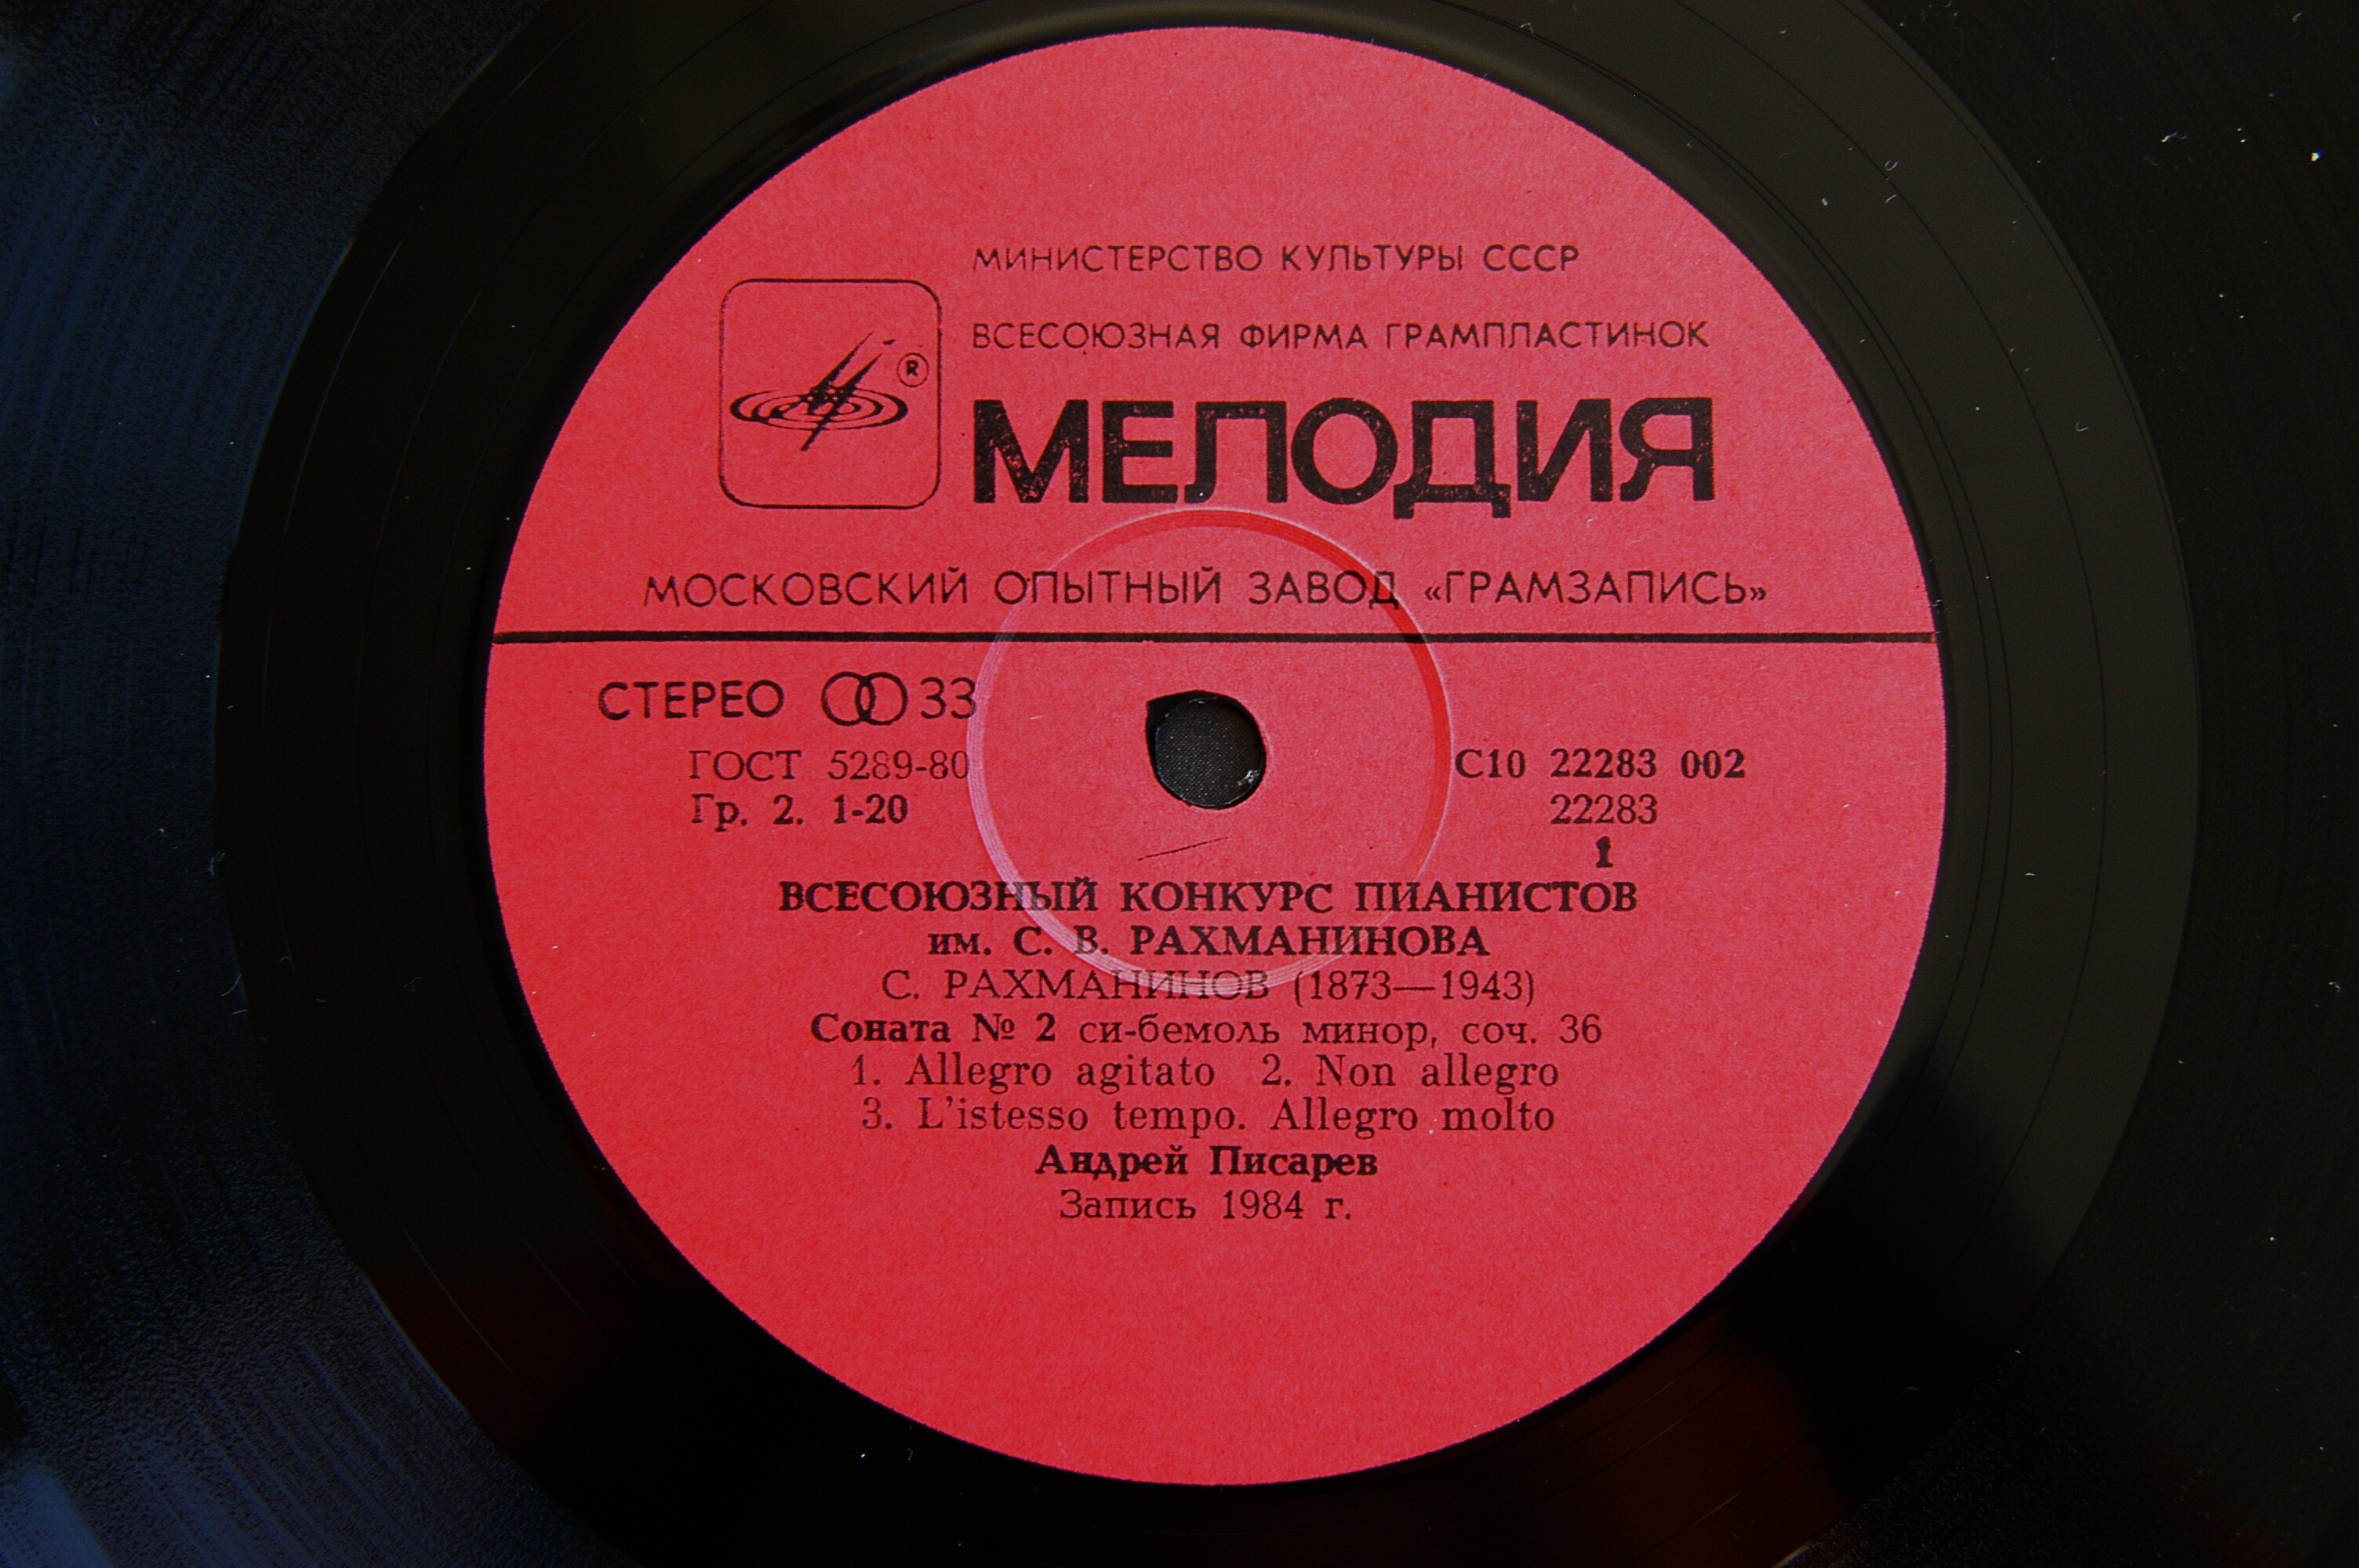 МИНИСТЕРСТВО КУЛЬТУРЫ СССР
ВСЕСОЮЗНАЯ ФИРМА ГРАМПЛАСТИНОК
®
МЕЛОДИЯ
МОСКОВСКИЙ ОПЫТНЫЙ ЗАВОД «ГРАМЗАПИСЬ»
СТЕРЕО 33
ГОСТ 5289-80 С10 22283 002
Гр. 2. 1-20 22283
1
ВСЕСОЮЗНЫЙ КОНКУРС ПИАНИСТОВ
им. С. В. РАХМАНИНОВА
С. РАХМАНИНОВ (1873—1943)
Соната № 2 си-бемоль минор, соч. 36
1. Allegro agitato 2. Non allegro
3. L'istesso tempo. Allegro molto
Андрей Писарев
Запись 1984 г.